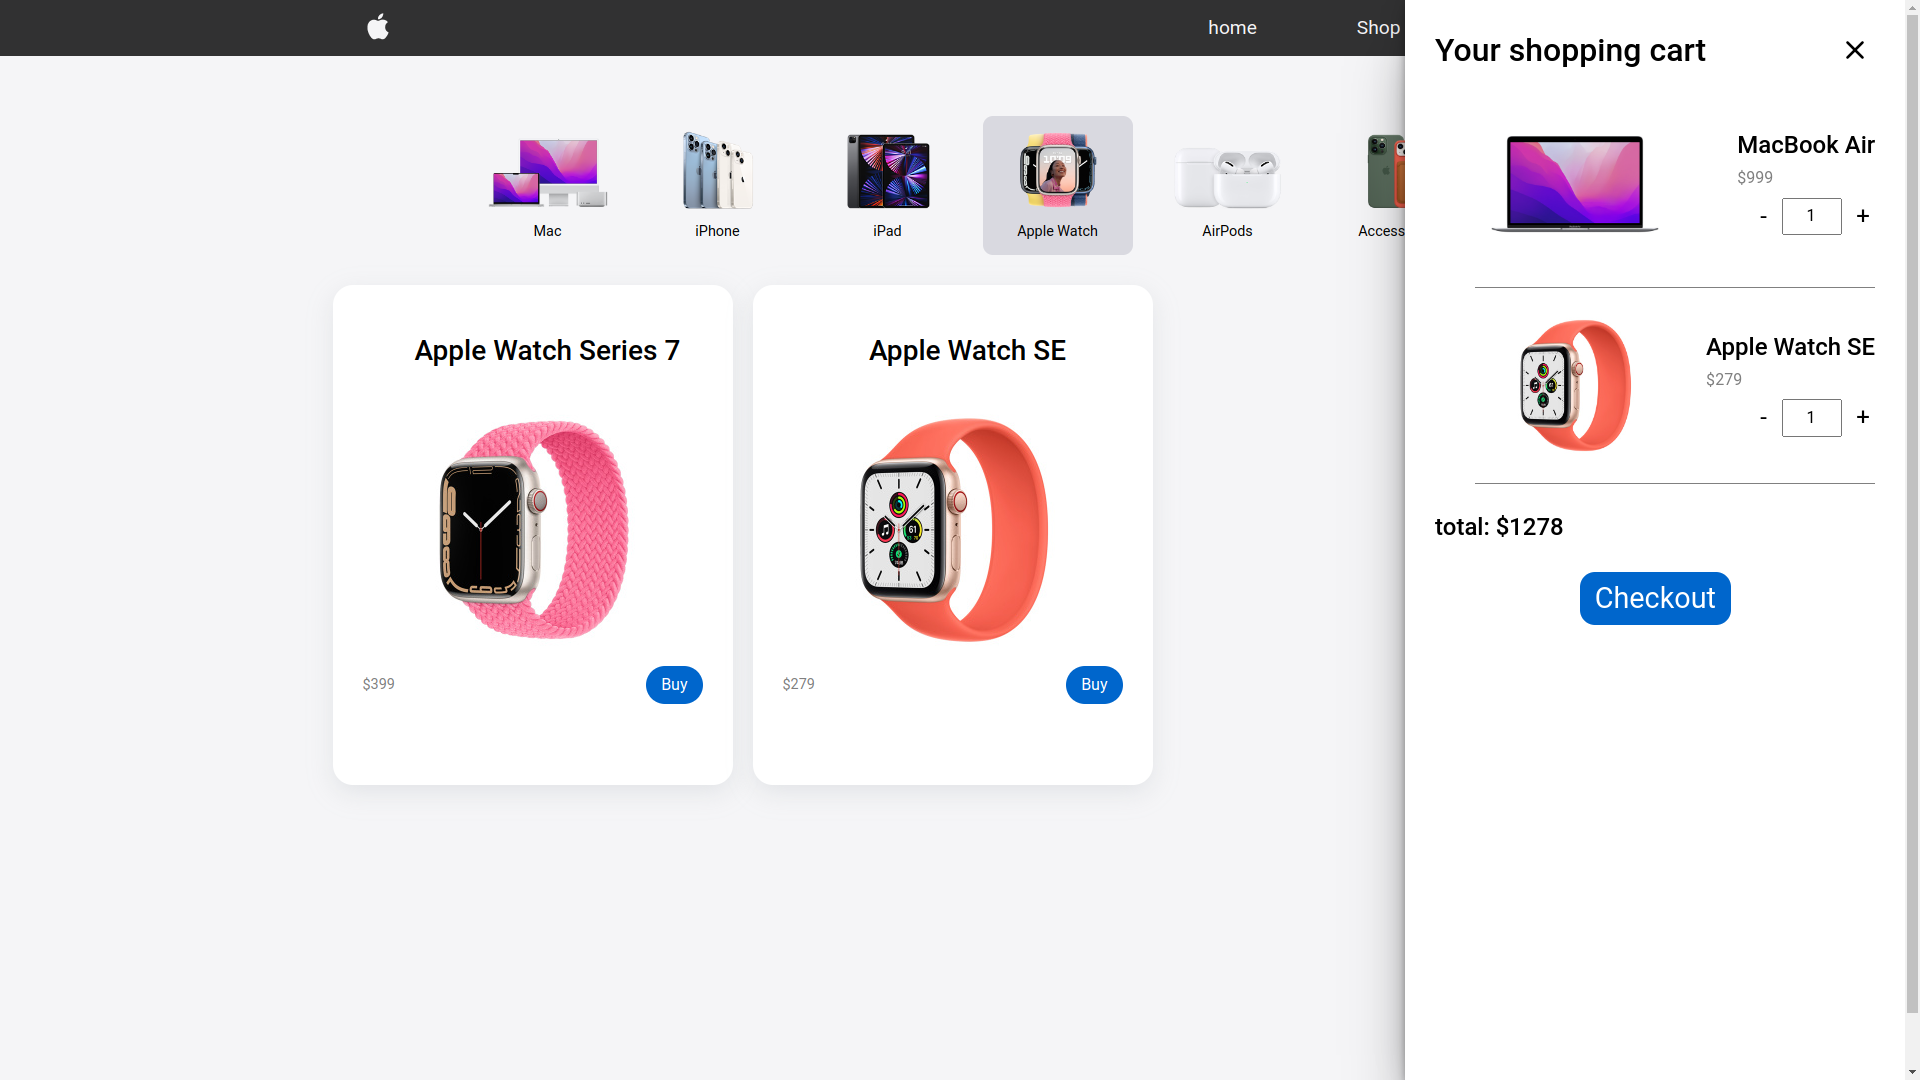 home
Shop
Your shopping cart
Mac
iPhone
iPad
Apple Watch
AirPods
Access
MacBook Air
$999
- 1 +
Apple Watch Series 7
Apple Watch SE
Apple Watch SE
$279
- 1 +
total: $1278
Checkout
$399
Buy
$279
Buy